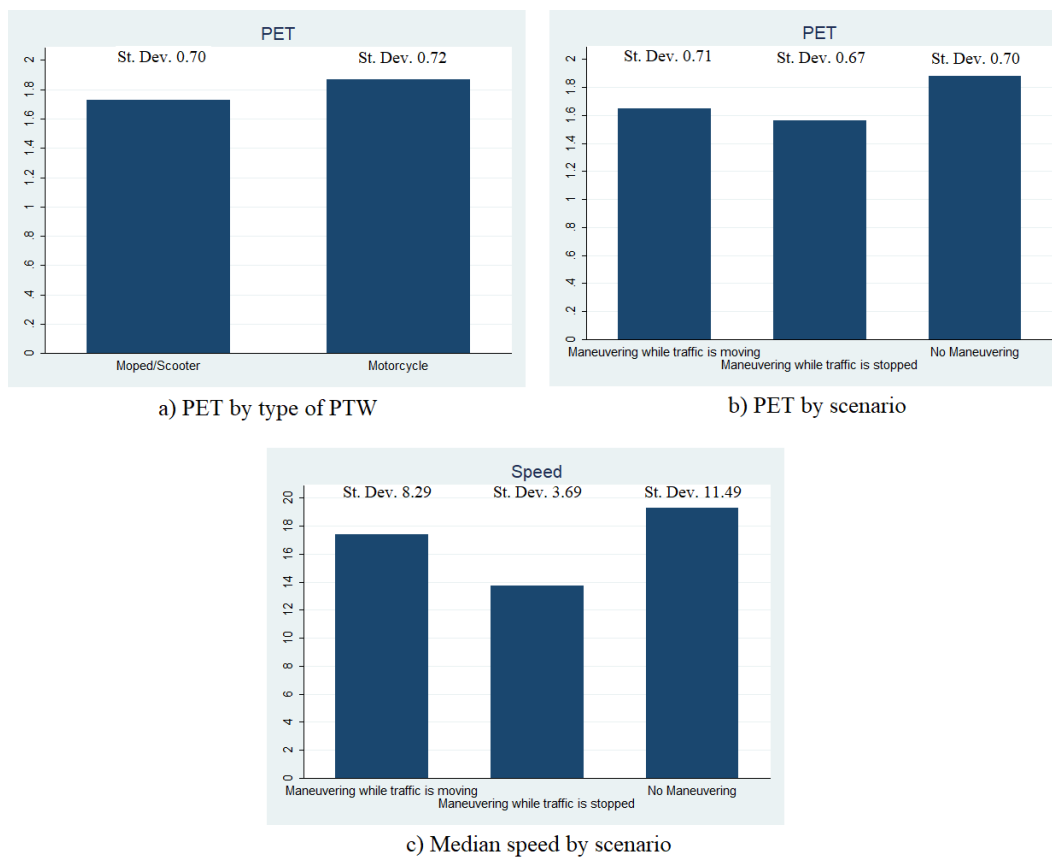 PET
St. Dev. 0.70 St. Dev. 0.72
2
1.8
1.6
1.4
1.2
1
.8
.6
.4
.2
0
Moped/Scooter Motorcycle
a) PET by type of PTW
PET
St. Dev. 0.71 St. Dev. 0.67 St. Dev. 0.70
2
1.8
1.6
1.4
1.2
1
.8
.6
.4
.2
0
Maneuvering while traffic is moving No Maneuvering
Maneuvering while traffic is stopped
b) PET by scenario
Speed
St. Dev. 8.29 St. Dev. 3.69 St. Dev. 11.49
20
18
16
14
12
10
8
6
4
2
0
Maneuvering while traffic is moving No Maneuvering
Maneuvering while traffic is stopped
c) Median speed by scenario